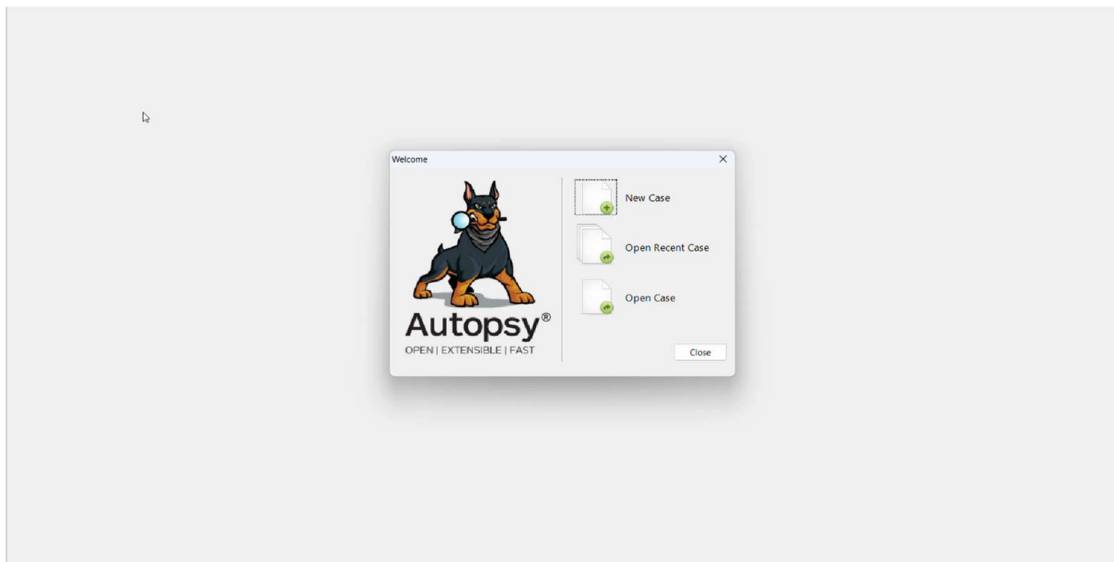 Welcome
New Case
Open Recent Case
Open Case
Autopsy®
OPEN | EXTENSIBLE | FAST
Close